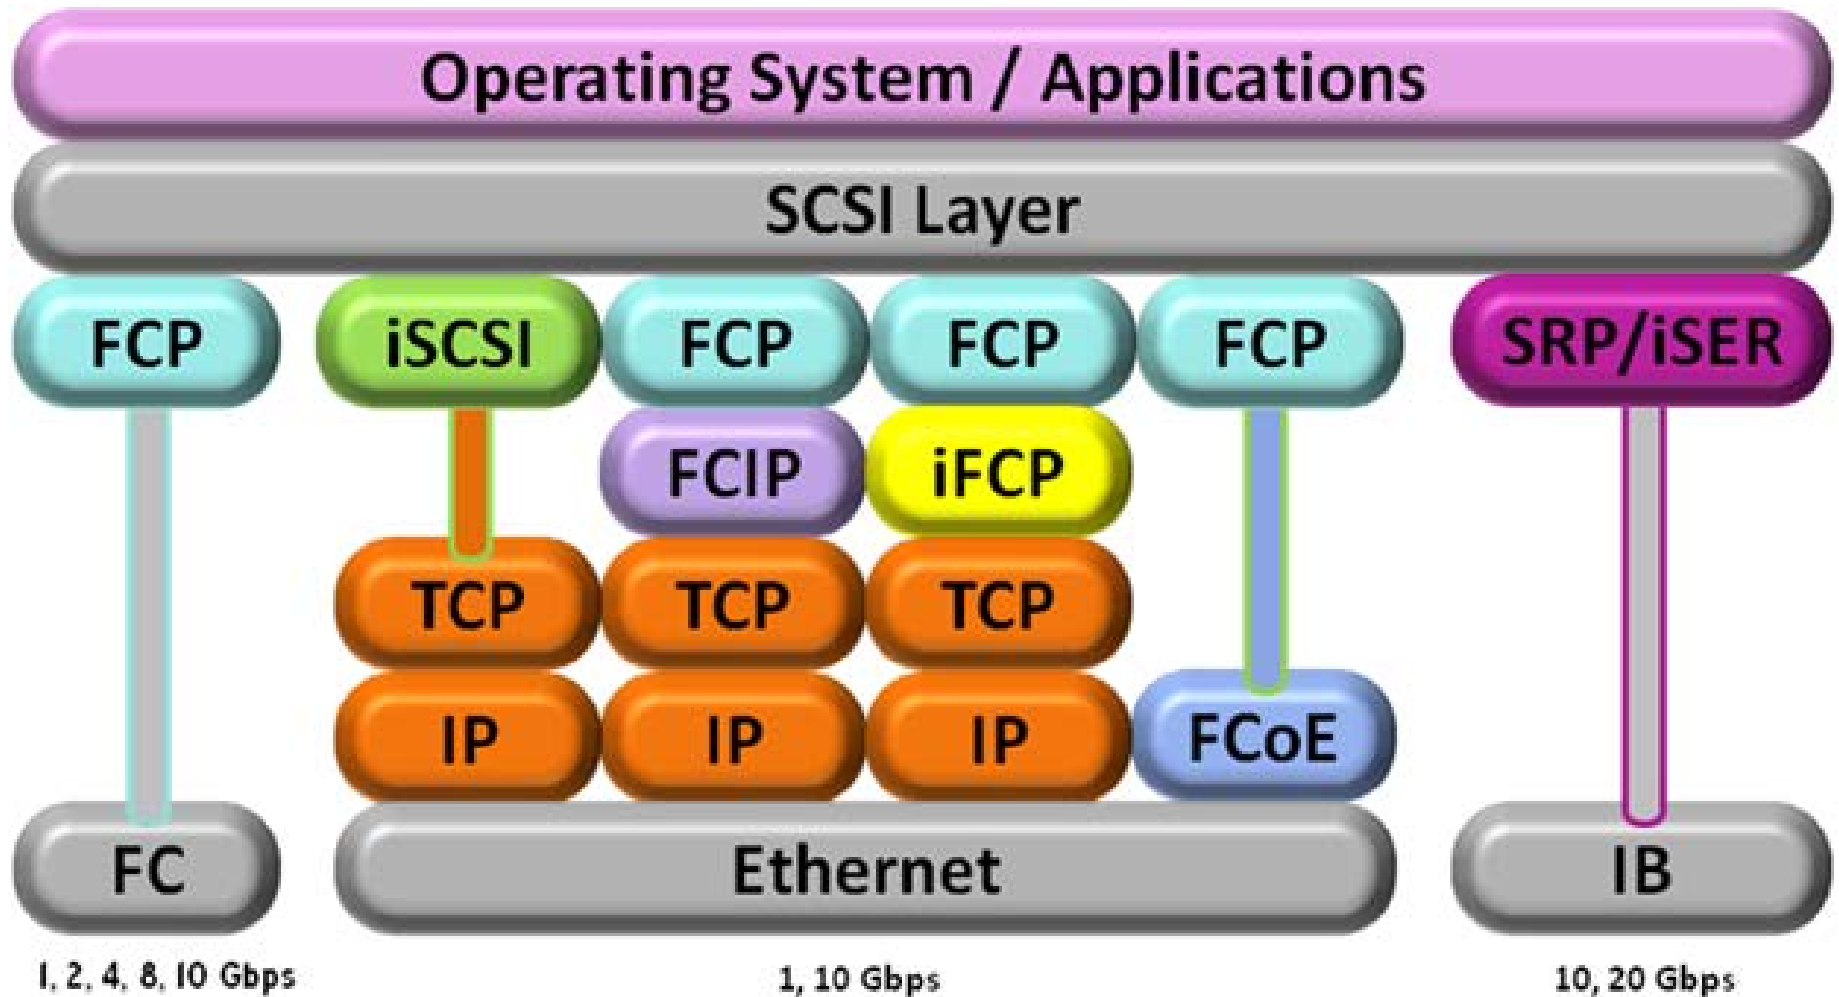 Operating System / Applications
SCSI Layer
FCP iSCSI FCP FCP FCP SRP/iSER
FCIP iFCP
TCP TCP TCP
IP IP IP FCoE
FC Ethernet IB
1, 2, 4, 8, 10 Gbps 1, 10 Gbps 10, 20 Gbps